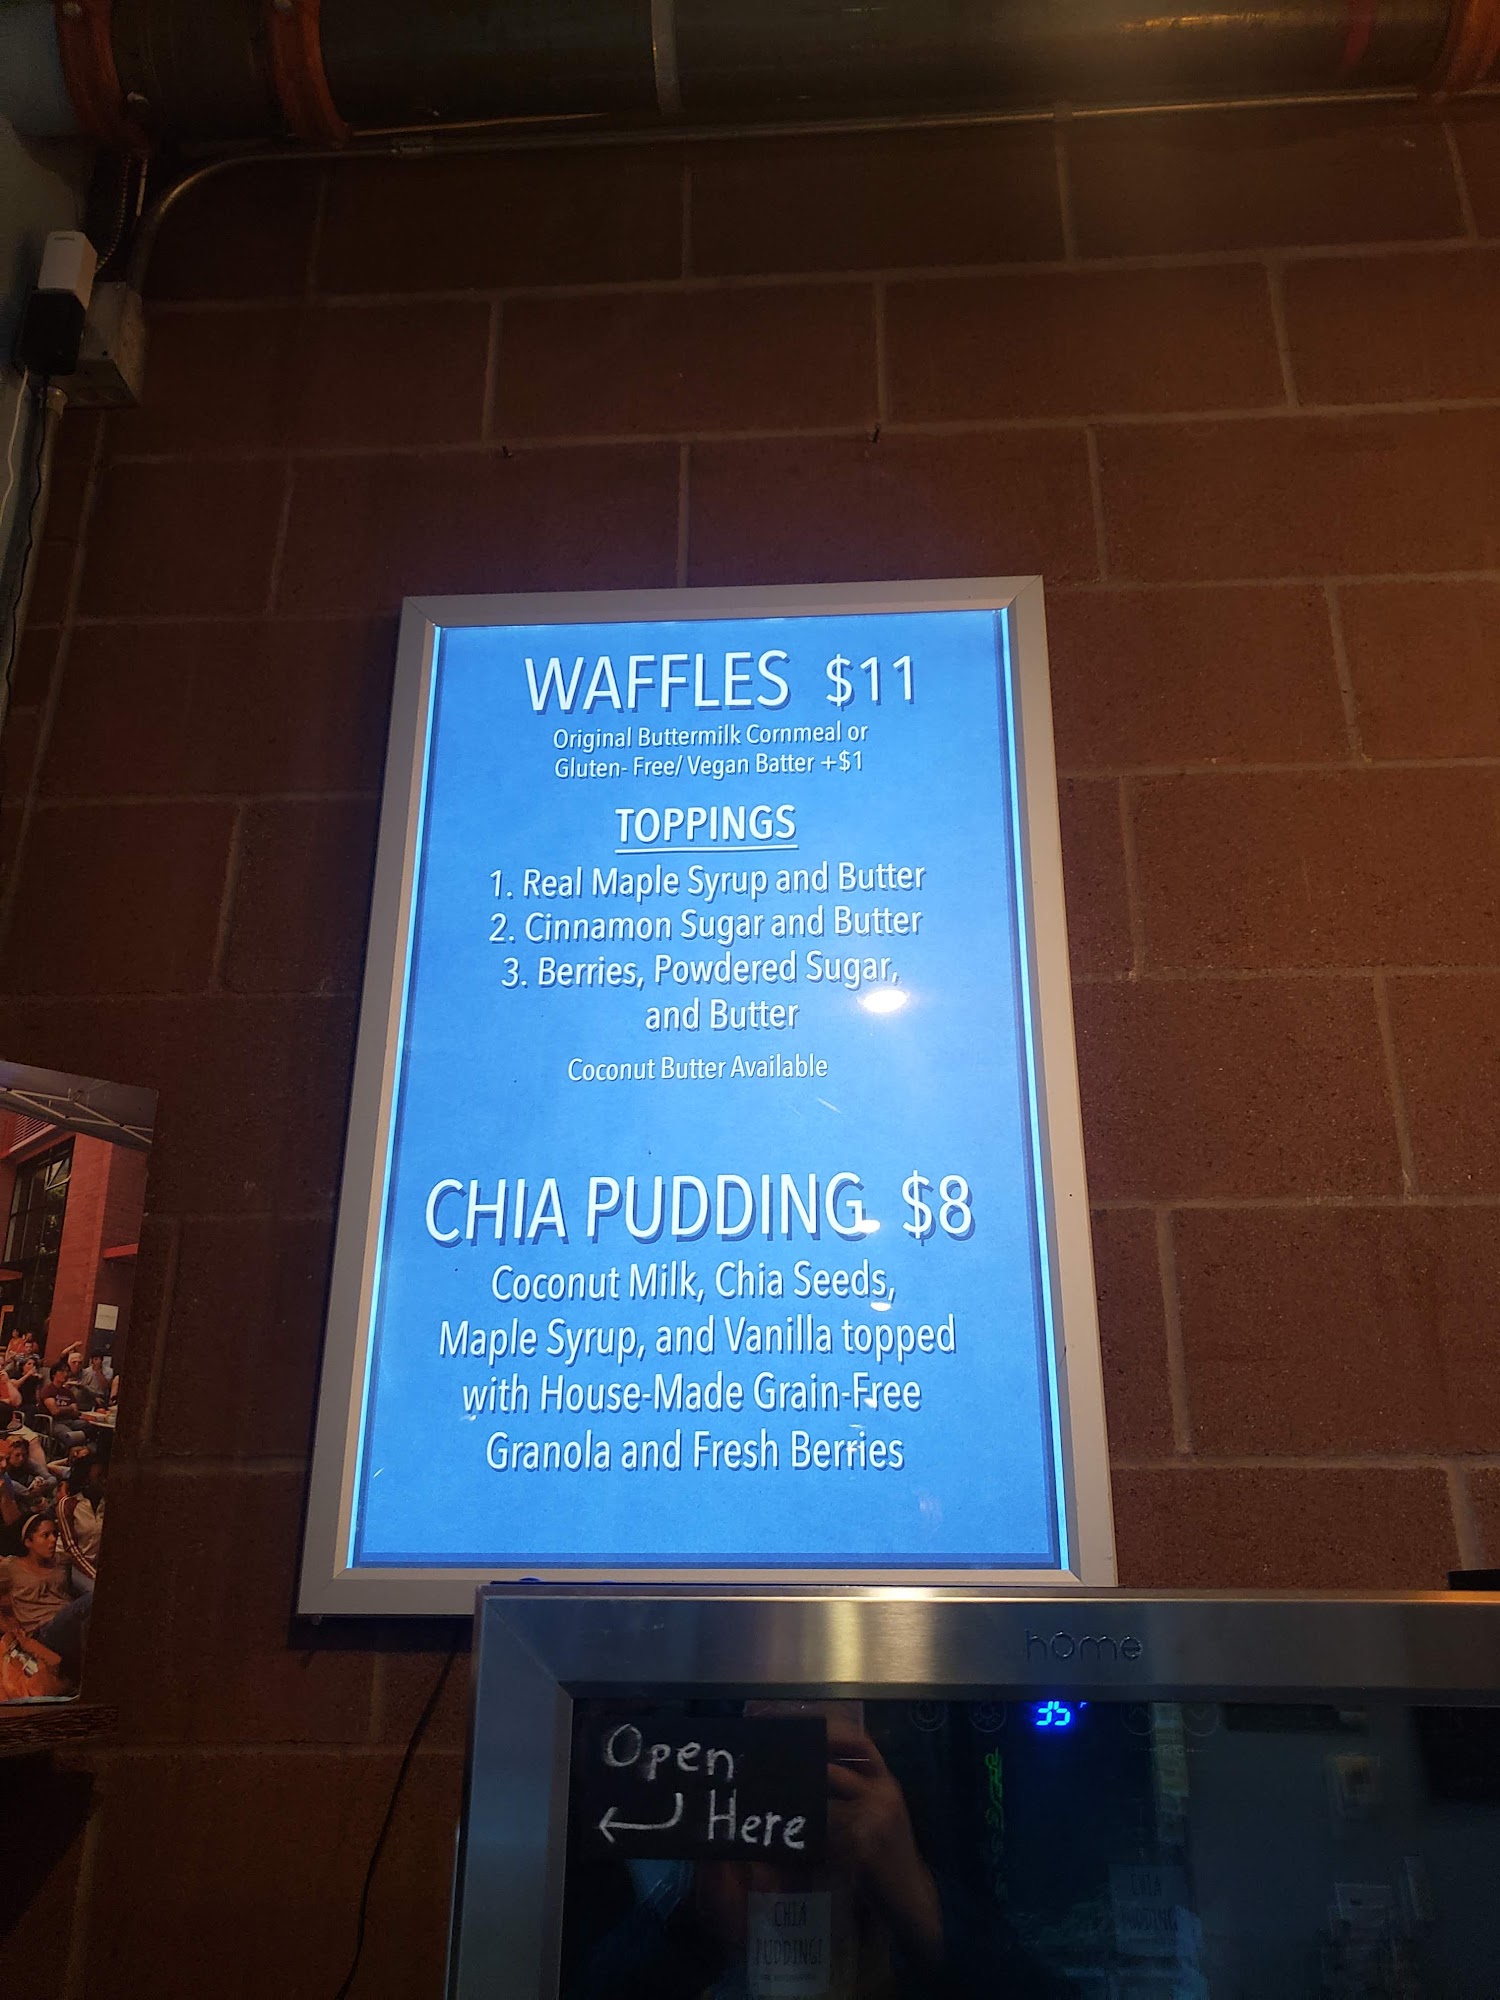 WAFFLES $11
Original Buttermilk Cornmeal or
Gluten- Free/ Vegan Batter +$1
TOPPINGS
1. Real Maple Syrup and Butter
2. Cinnamon Sugar and Butter
3. Berries, Powdered Sugar,
and Butter
Coconut Butter Available
CHIA PUDDING $8
Coconut Milk, Chia Seeds,
Maple Syrup, and Vanilla topped
with House-Made Grain-Free
Granola and Fresh Berries
hOme
35
Open
Here
CHIA
PUDDING!
CHIA
PUDDING